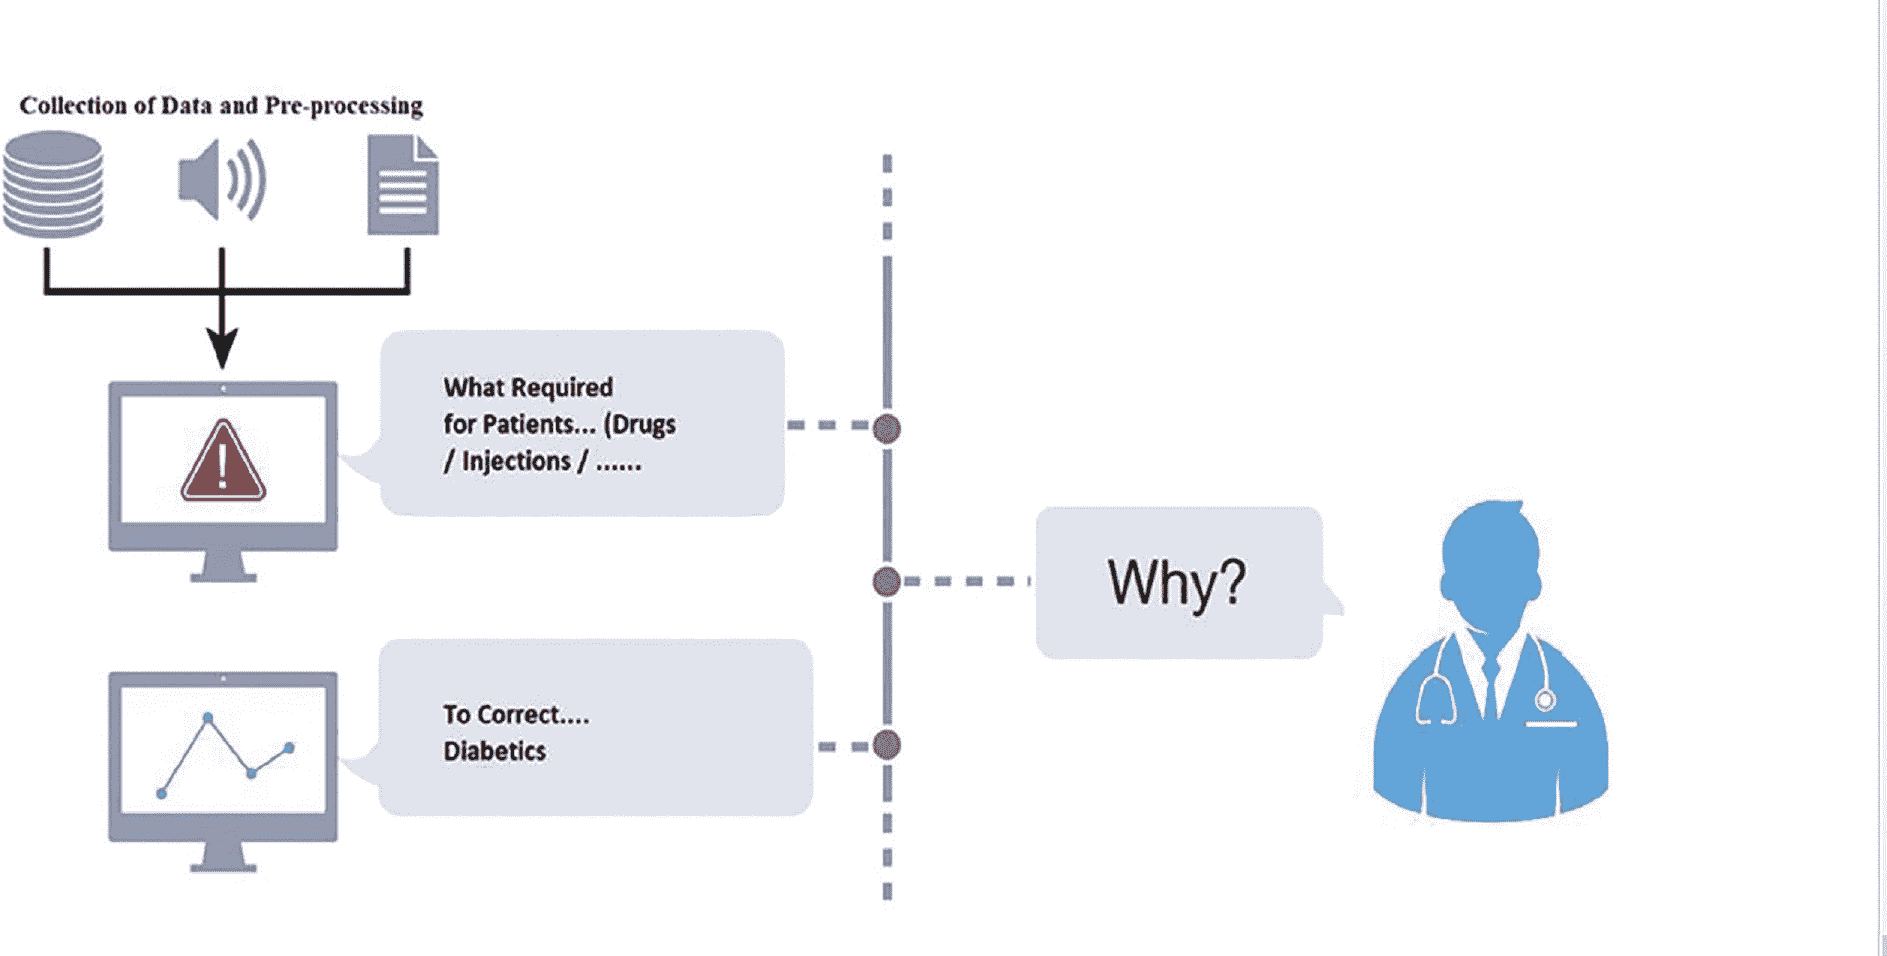 Collection of Data and Pre-processing
What Required
for Patients... (Drugs
/ Injections / ......
Why?
To Correct....
Diabetics